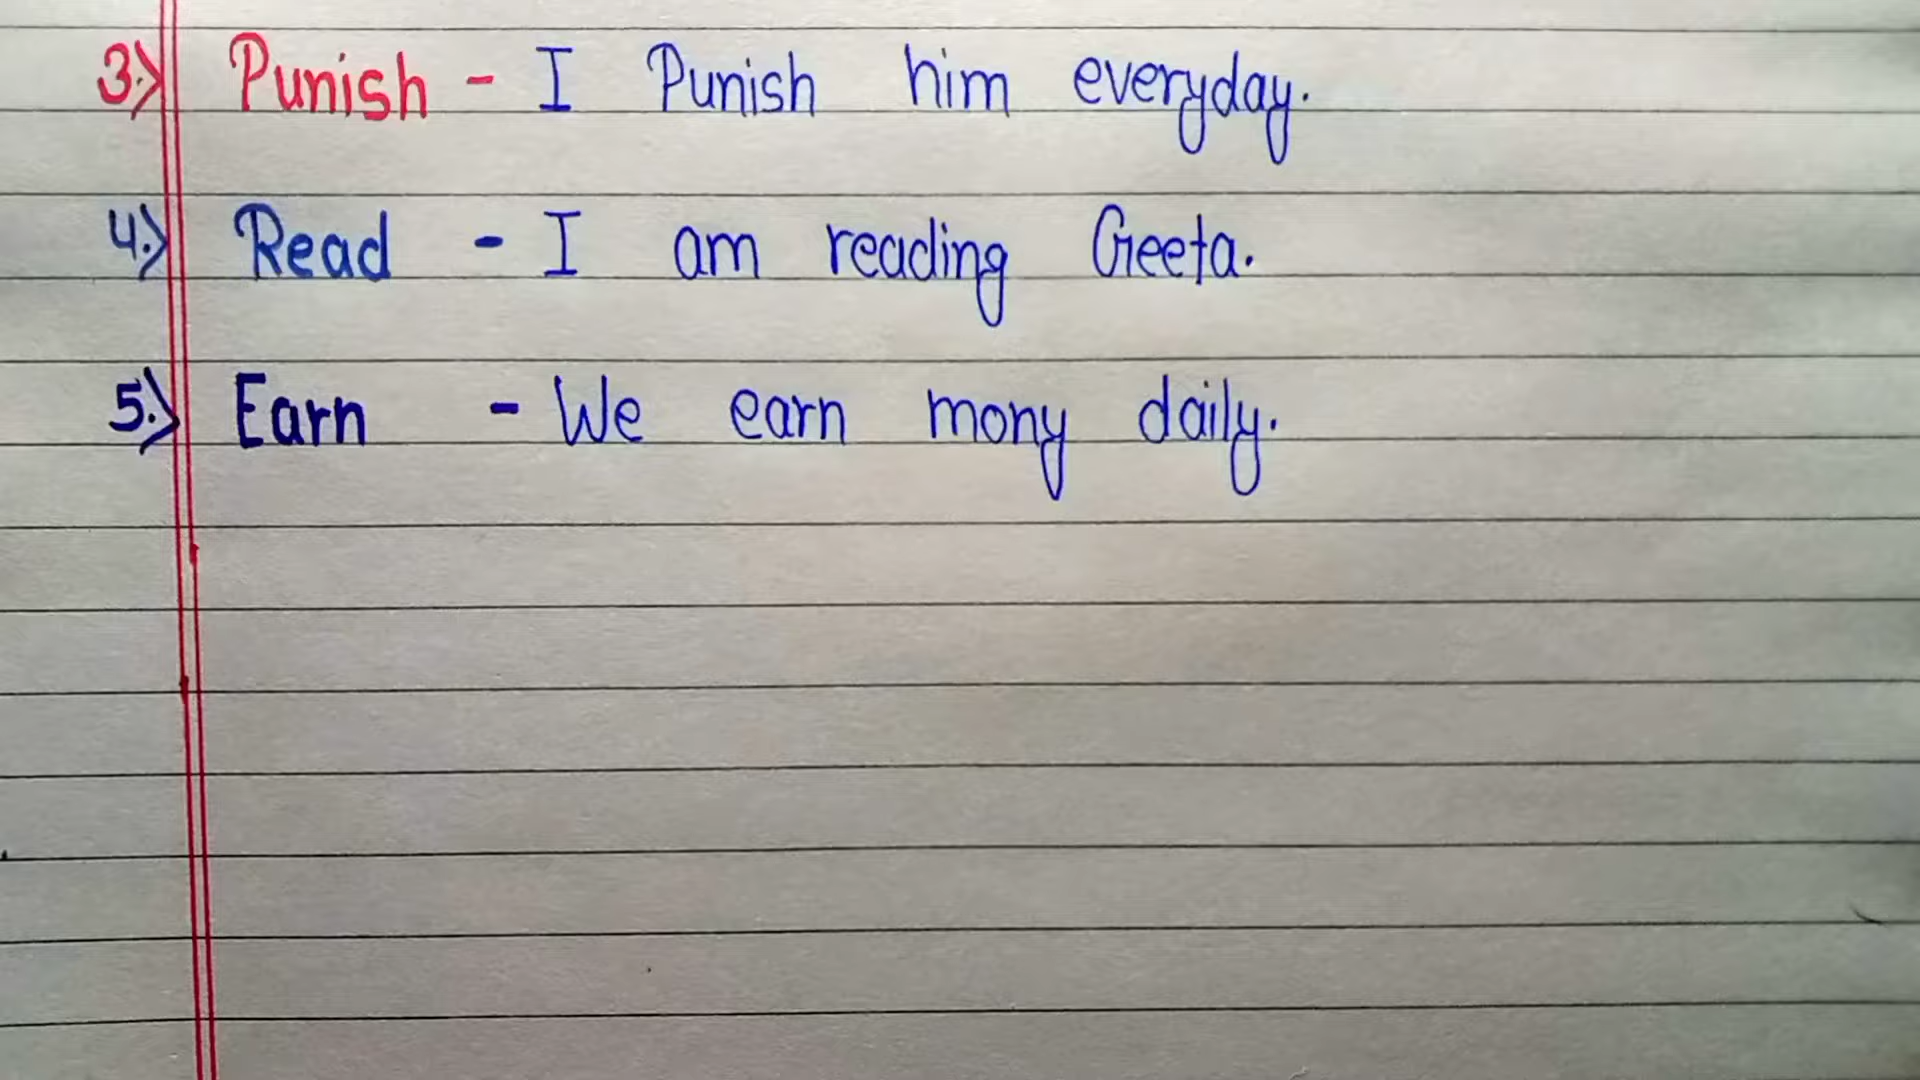 3.) Punish - I Punish him everyday.
4.) Read - I am reading Geeta.
5.) Earn - We earn mony daily.